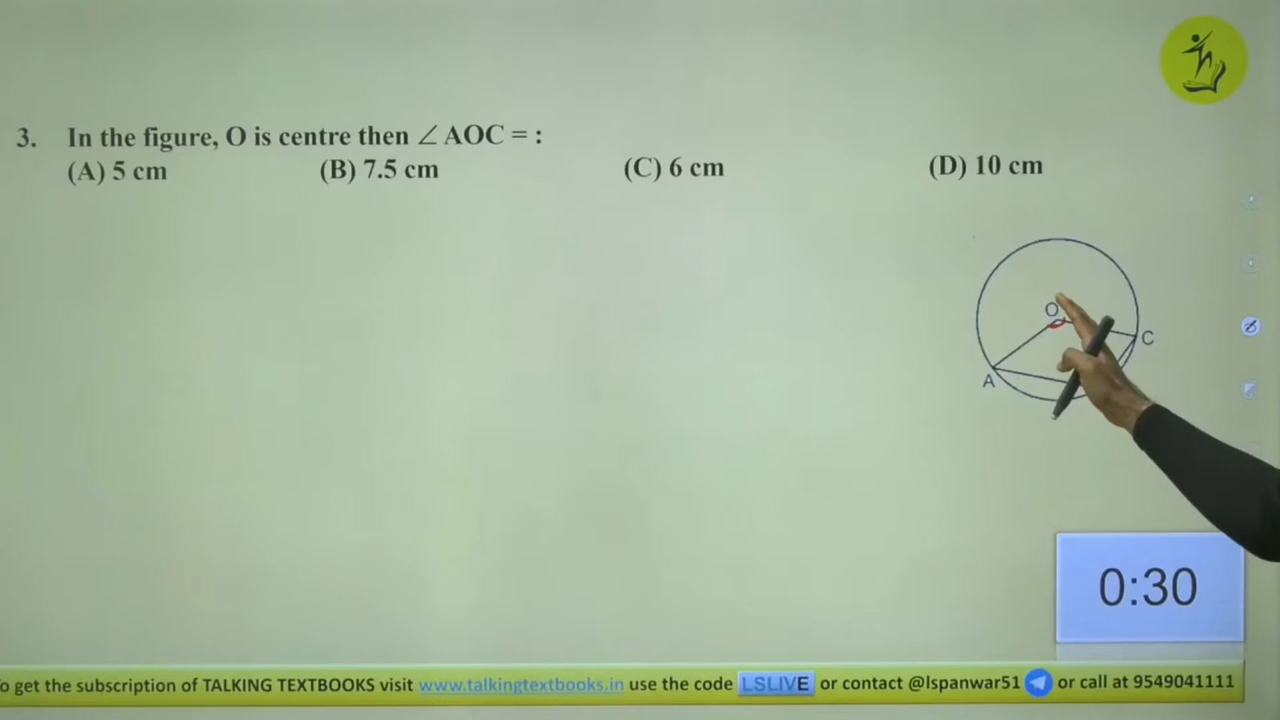 3. In the figure, O is centre then ∠AOC = :
(A) 5 cm (B) 7.5 cm (C) 6 cm (D) 10 cm
O
C
A
0:30
o get the subscription of TALKING TEXTBOOKS visit www.talkingtextbooks.in use the code LSLIVE or contact @lspanwar51 or call at 9549041111